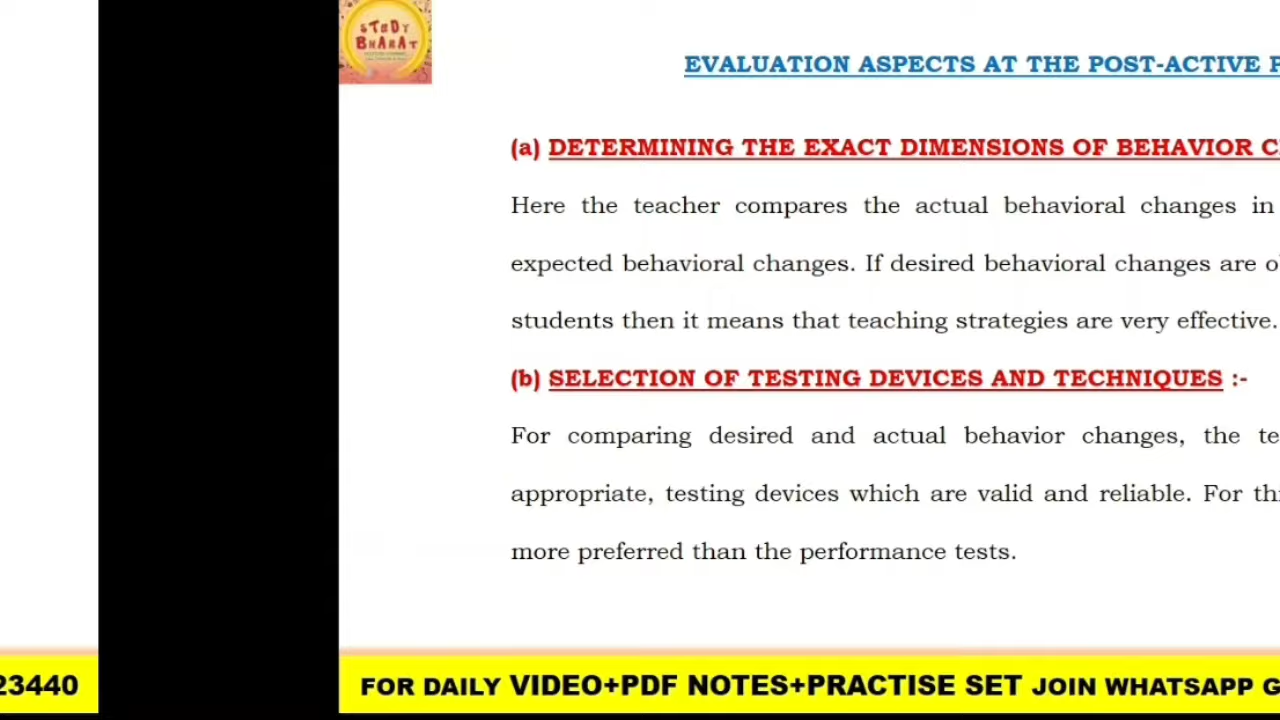 STUDY
BHARAT
EVALUATION ASPECTS AT THE POST-ACTIVE
(a) DETERMINING THE EXACT DIMENSIONS OF BEHAVIOR
Here the teacher compares the actual behavioral changes in
expected behavioral changes. If desired behavioral changes are
students then it means that teaching strategies are very effective.
(b) SELECTION OF TESTING DEVICES AND TECHNIQUES :-
For comparing desired and actual behavior changes, the
appropriate, testing devices which are valid and reliable. For
more preferred than the performance tests.
23440
FOR DAILY VIDEO+PDF NOTES+PRACTISE SET JOIN WHATSAPP